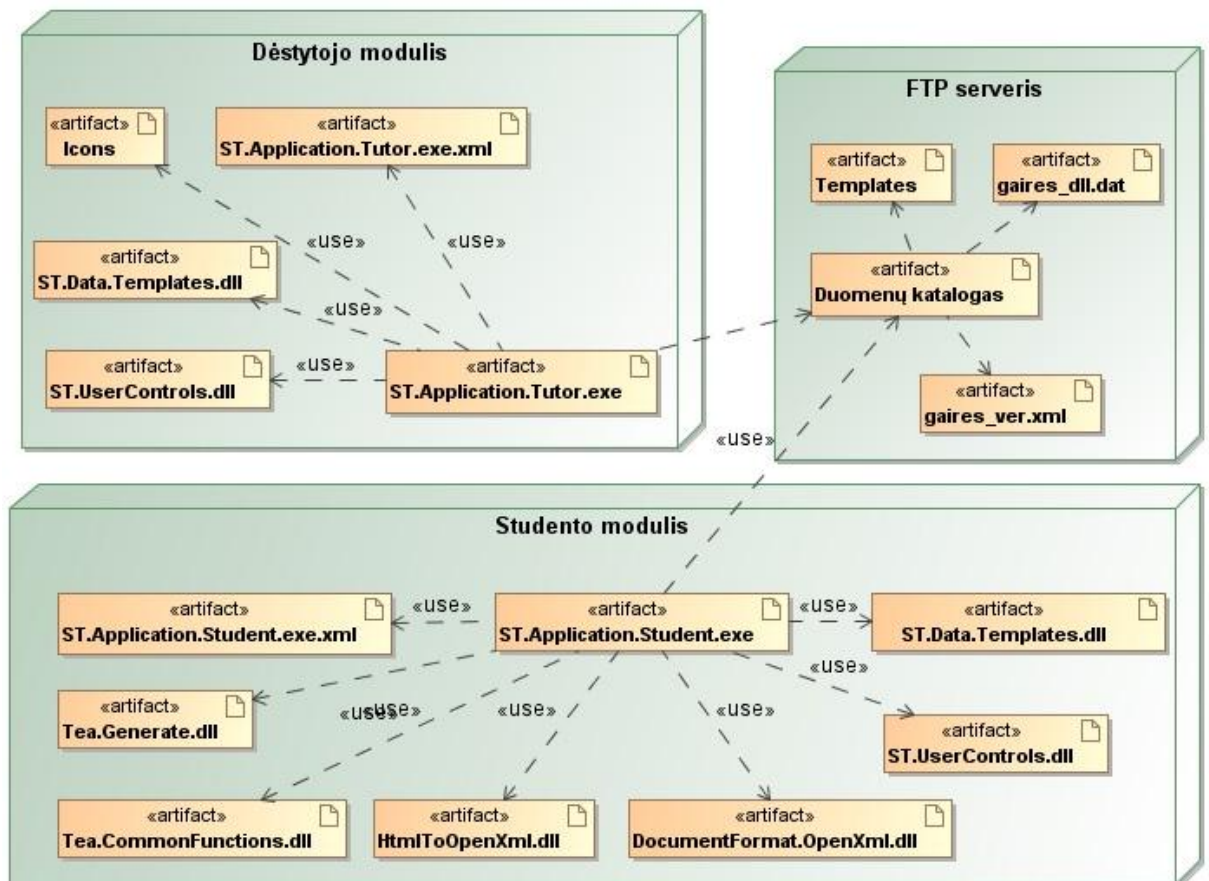 Dėstytojo modulis
«artifact»
Icons
«artifact»
ST.Application.Tutor.exe.xml
«use»
«use»
«artifact»
ST.Data.Templates.dll
«use»
«artifact»
ST.UserControls.dll
«use»
«artifact»
ST.Application.Tutor.exe
FTP serveris
«artifact»
Templates
«artifact»
gaires_dll.dat
«artifact»
Duomenų katalogas
«artifact»
gaires_ver.xml
«use»
Studento modulis
«artifact»
ST.Application.Student.exe.xml
«use»
«artifact»
ST.Application.Student.exe
«use»
«artifact»
ST.Data.Templates.dll
«use»
«artifact»
Tea.Generate.dll
«use»
«use»
«use»
«use»
«artifact»
ST.UserControls.dll
«artifact»
Tea.CommonFunctions.dll
«artifact»
HtmlToOpenXml.dll
«artifact»
DocumentFormat.OpenXml.dll